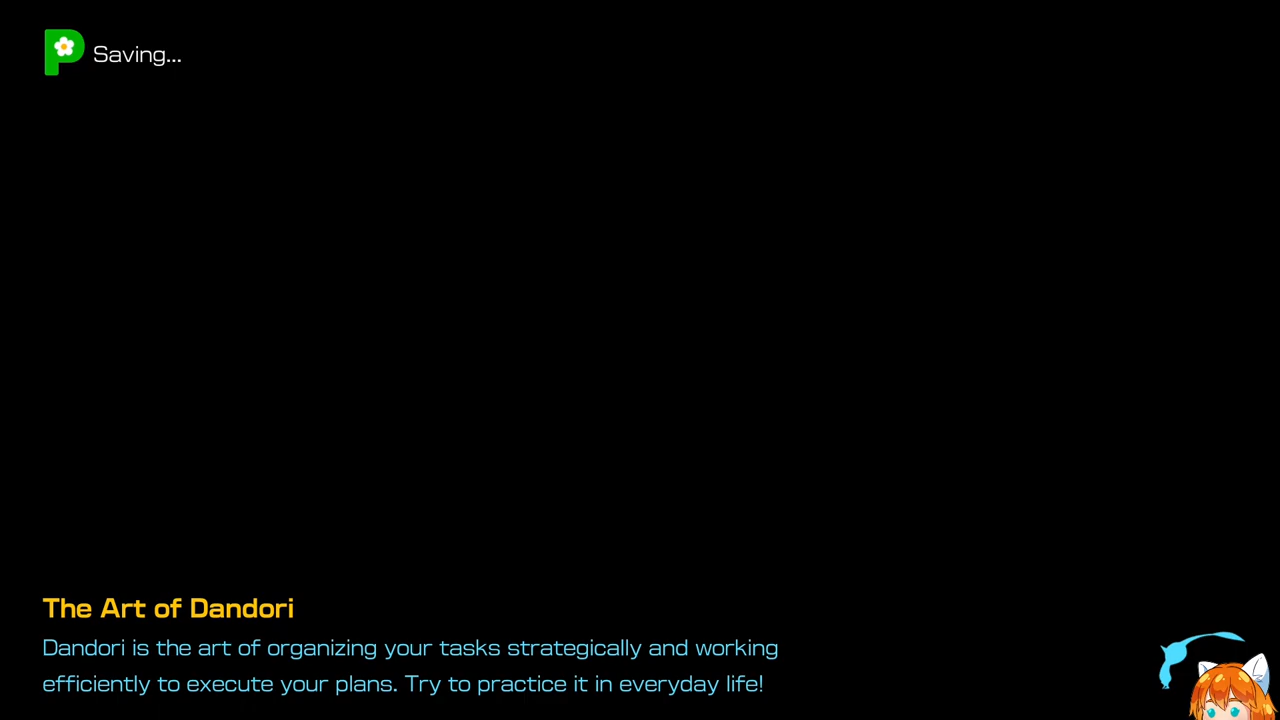 Saving...
The Art of Dandori
Dandori is the art of organizing your tasks strategically and working
efficiently to execute your plans. Try to practice it in everyday life!